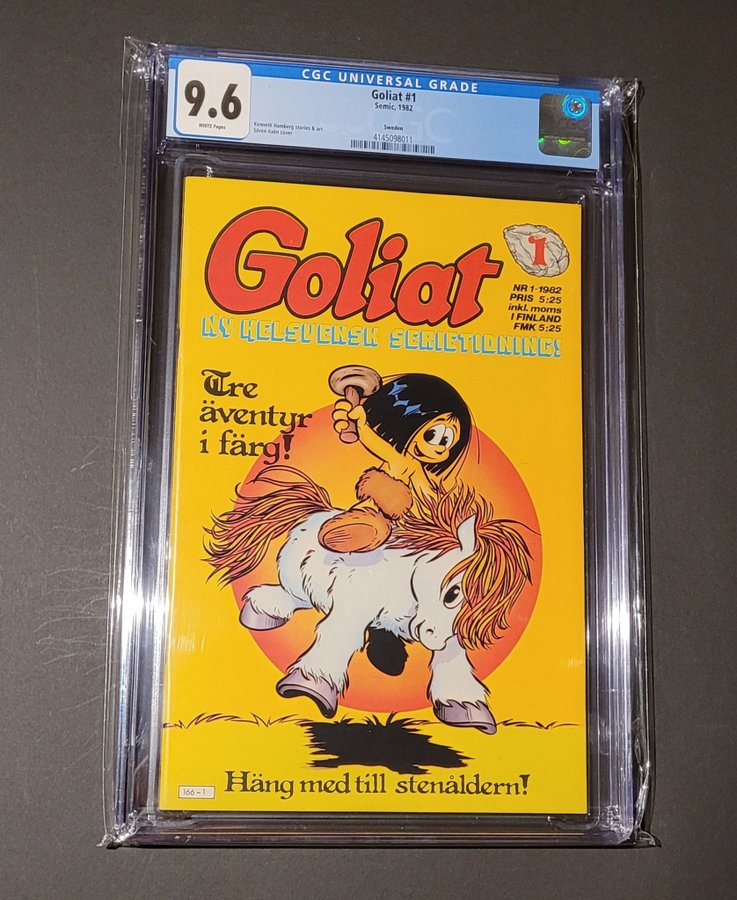 CGC UNIVERSAL GRADE
9.6
WHITE Pages
Goliat #1
Semic, 1982
Kenneth Hamberg stories & art
Sören Axén cover
Sweden
4145098011
Goliat
1
NR 1-1982
PRIS 5:25
inkl. moms
I FINLAND
FMK 5:25
NY HELSVENSK SERIETIDNING!
Tre
äventyr
i färg!
Häng med till stenåldern!
166-1